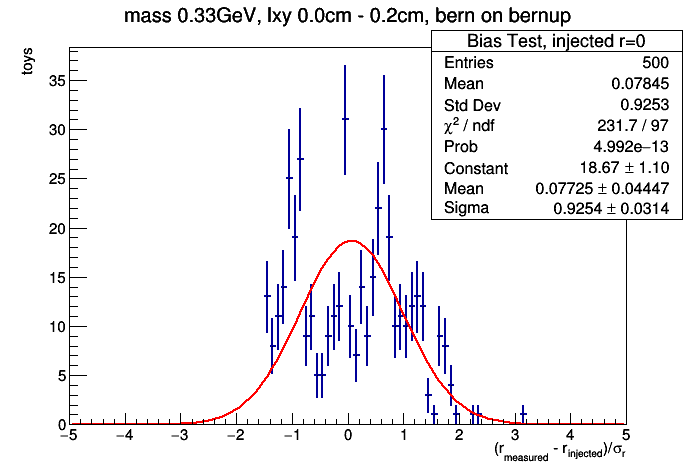 mass 0.33GeV, lxy 0.0cm - 0.2cm, bern on bernup
Bias Test, injected r=0
Entries 500
Mean 0.07845
Std Dev 0.9253
χ² / ndf 231.7 / 97
Prob 4.992e−13
Constant 18.67 ± 1.10
Mean 0.07725 ± 0.04447
Sigma 0.9254 ± 0.0314
toys
35
30
25
20
15
10
5
0
−5 −4 −3 −2 −1 0 1 2 3 4 5
(r_measured - r_injected)/σ_r